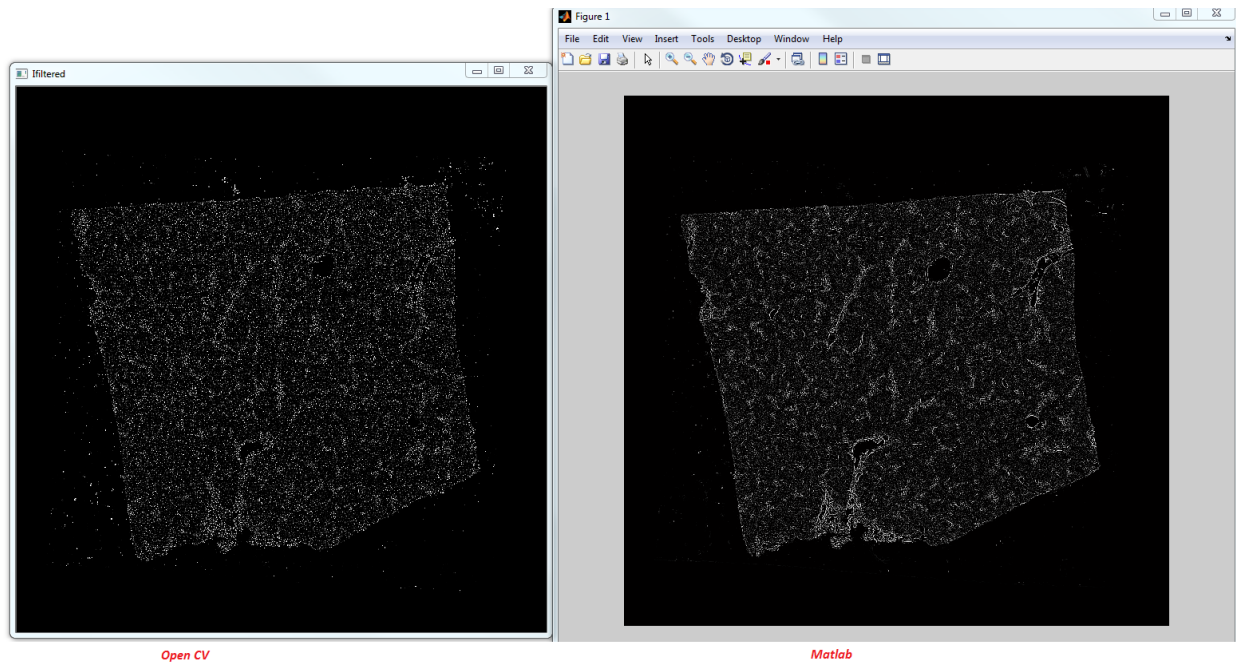 Figure 1
File Edit View Insert Tools Desktop Window Help
Ifiltered
Open CV
Matlab